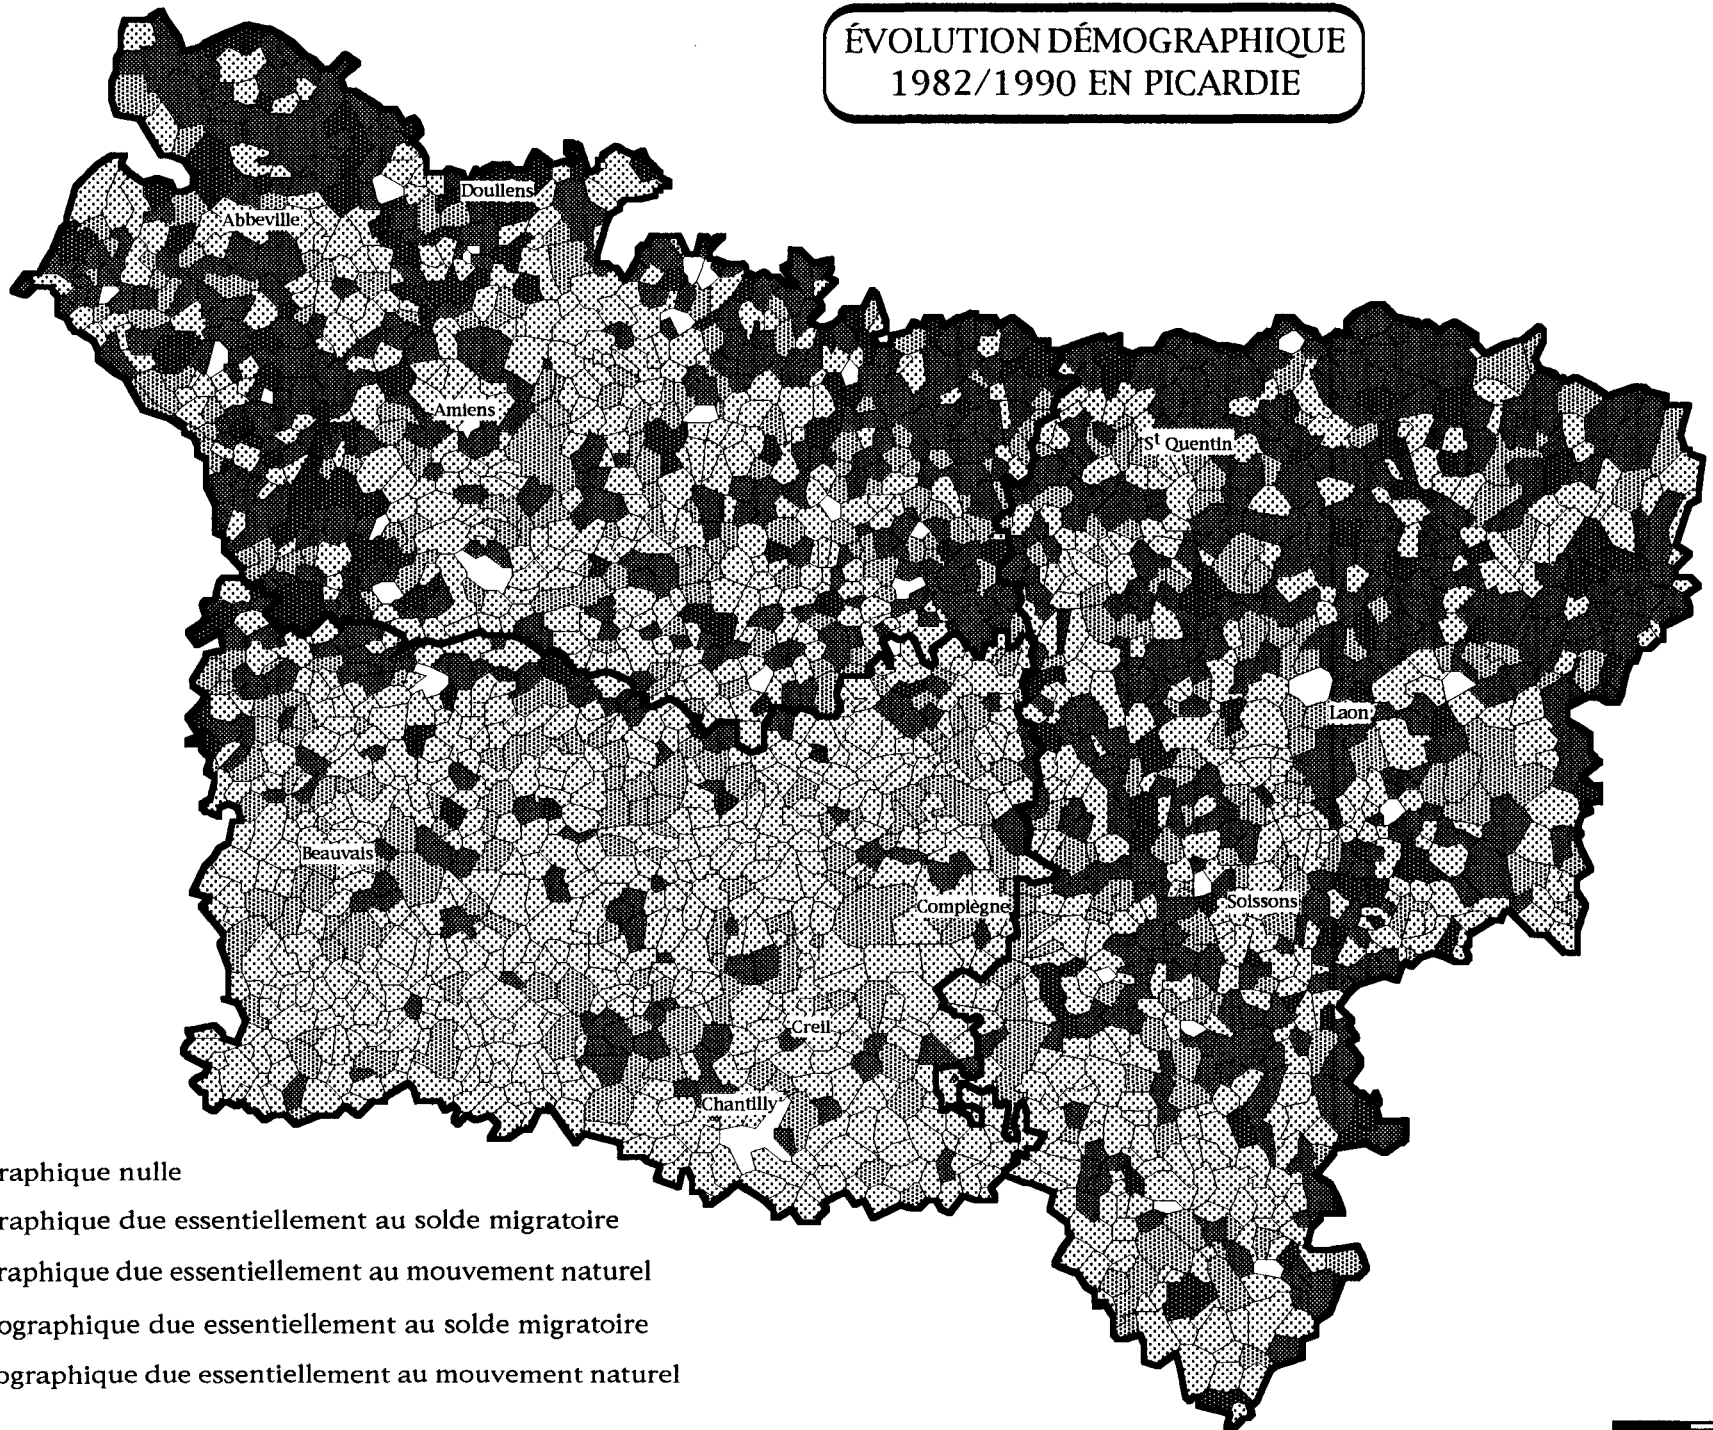 ÉVOLUTION DÉMOGRAPHIQUE
1982/1990 EN PICARDIE
Doullens
Abbeville
Amiens
St Quentin
Laon
Beauvais
Soissons
Compiègne
Creil
Chantilly
raphique nulle
raphique due essentiellement au solde migratoire
raphique due essentiellement au mouvement naturel
ographique due essentiellement au solde migratoire
ographique due essentiellement au mouvement naturel